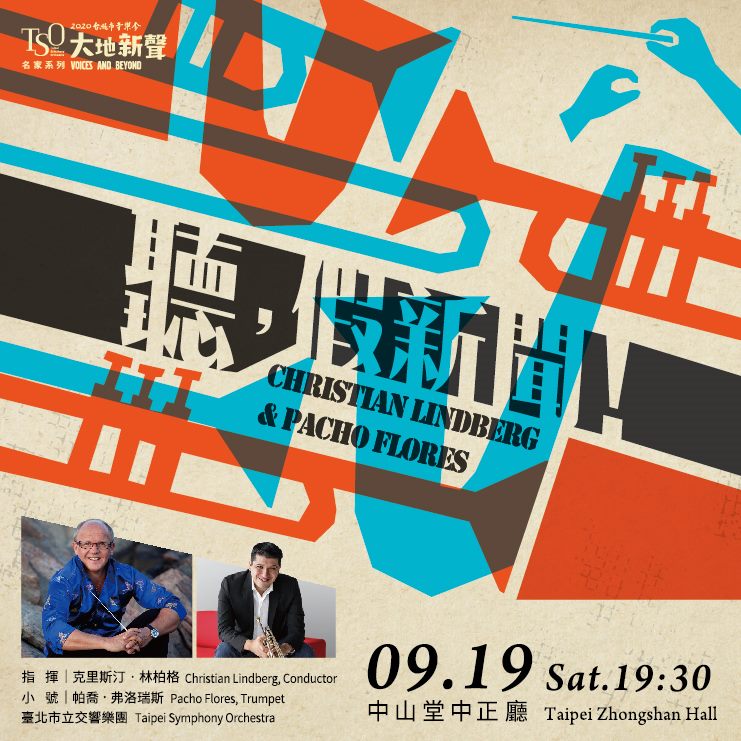 TSO
2020台北市音樂季
大地新聲
名家系列 VOICES AND BEYOND
聽,假新聞!
CHRISTIAN LINDBERG
& PACHO FLORES
指 揮|克里斯汀·林柏格 Christian Lindberg, Conductor
小 號|帕喬·弗洛瑞斯 Pacho Flores, Trumpet
臺北市立交響樂團 Taipei Symphony Orchestra
09.19 Sat.19:30
中山堂中正廳 Taipei Zhongshan Hall